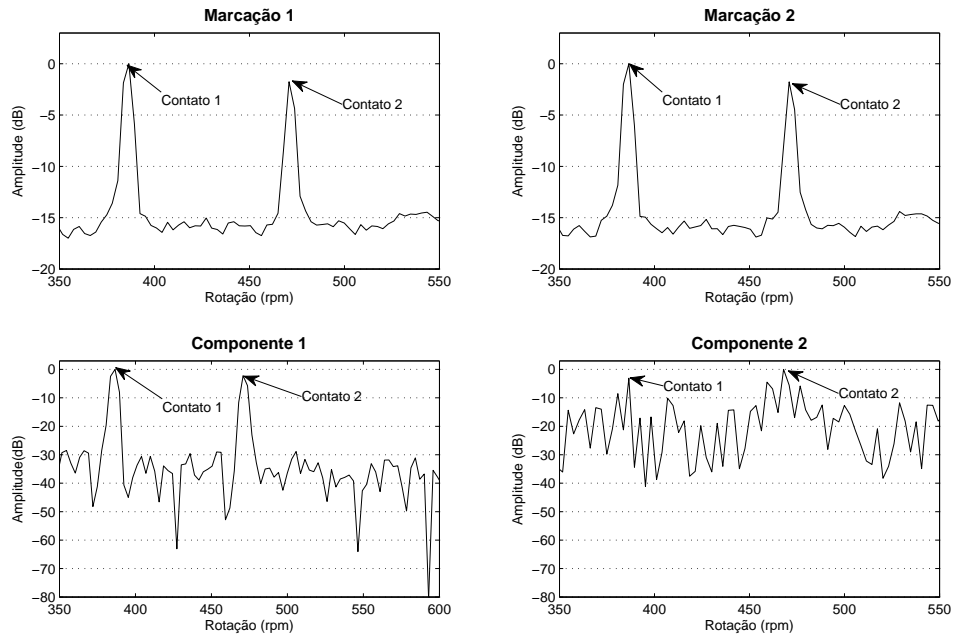 Marcação 1
Amplitude (dB)
0
−5
−10
−15
−20
350
400
450
500
550
Rotação (rpm)
Contato 1
Contato 2
Marcação 2
Amplitude (dB)
0
−5
−10
−15
−20
350
400
450
500
550
Rotação (rpm)
Contato 1
Contato 2
Componente 1
Amplitude(dB)
0
−10
−20
−30
−40
−50
−60
−70
−80
350
400
450
500
550
600
Rotação (rpm)
Contato 1
Contato 2
Componente 2
Amplitude (dB)
0
−10
−20
−30
−40
−50
−60
−70
−80
350
400
450
500
550
Rotação (rpm)
Contato 1
Contato 2